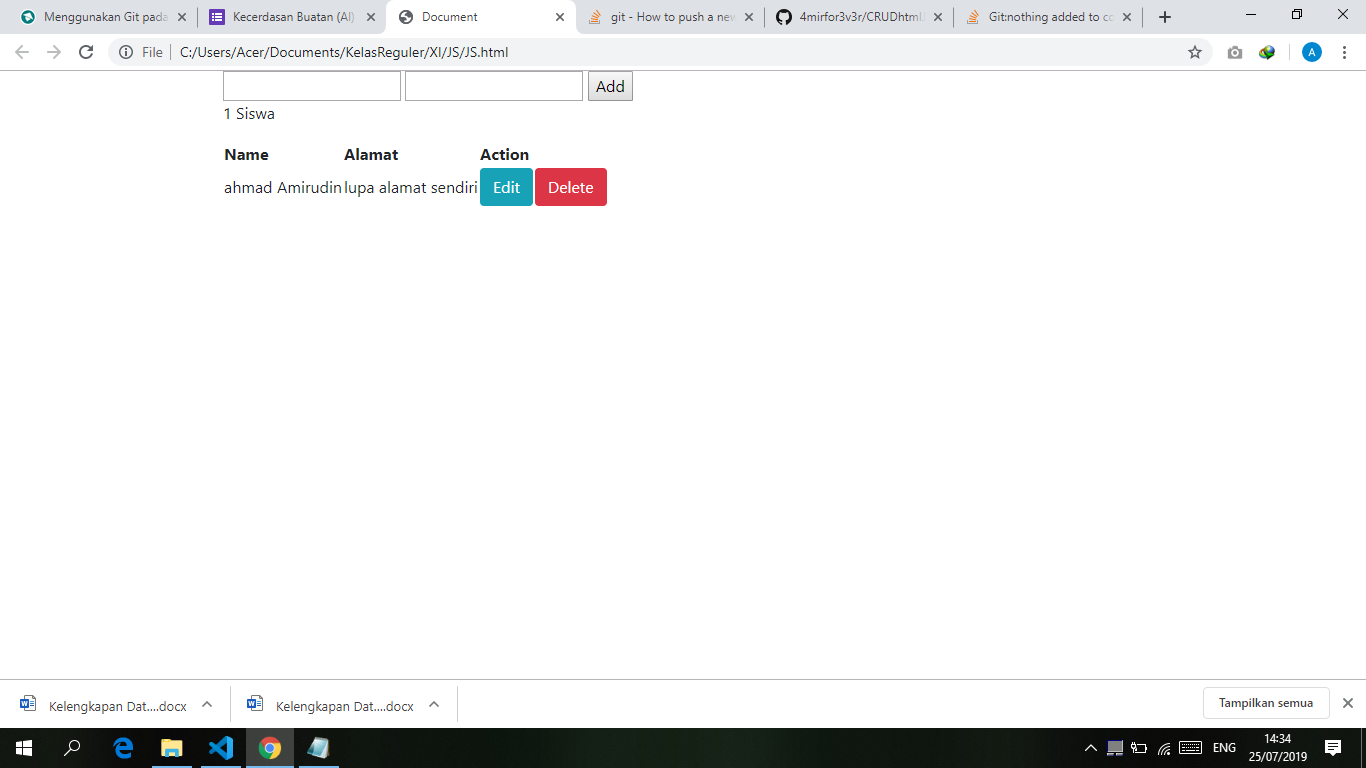 Menggunakan Git pada
Kecerdasan Buatan (AI)
Document
git - How to push a new
4mirfor3v3r/CRUDhtml
Git:nothing added to co
File
C:/Users/Acer/Documents/KelasReguler/XI/JS/JS.html
A
Add
1 Siswa
Name Alamat Action
ahmad Amirudin lupa alamat sendiri Edit Delete
Kelengkapan Dat....docx
Kelengkapan Dat....docx
Tampilkan semua
ENG
14:34
25/07/2019